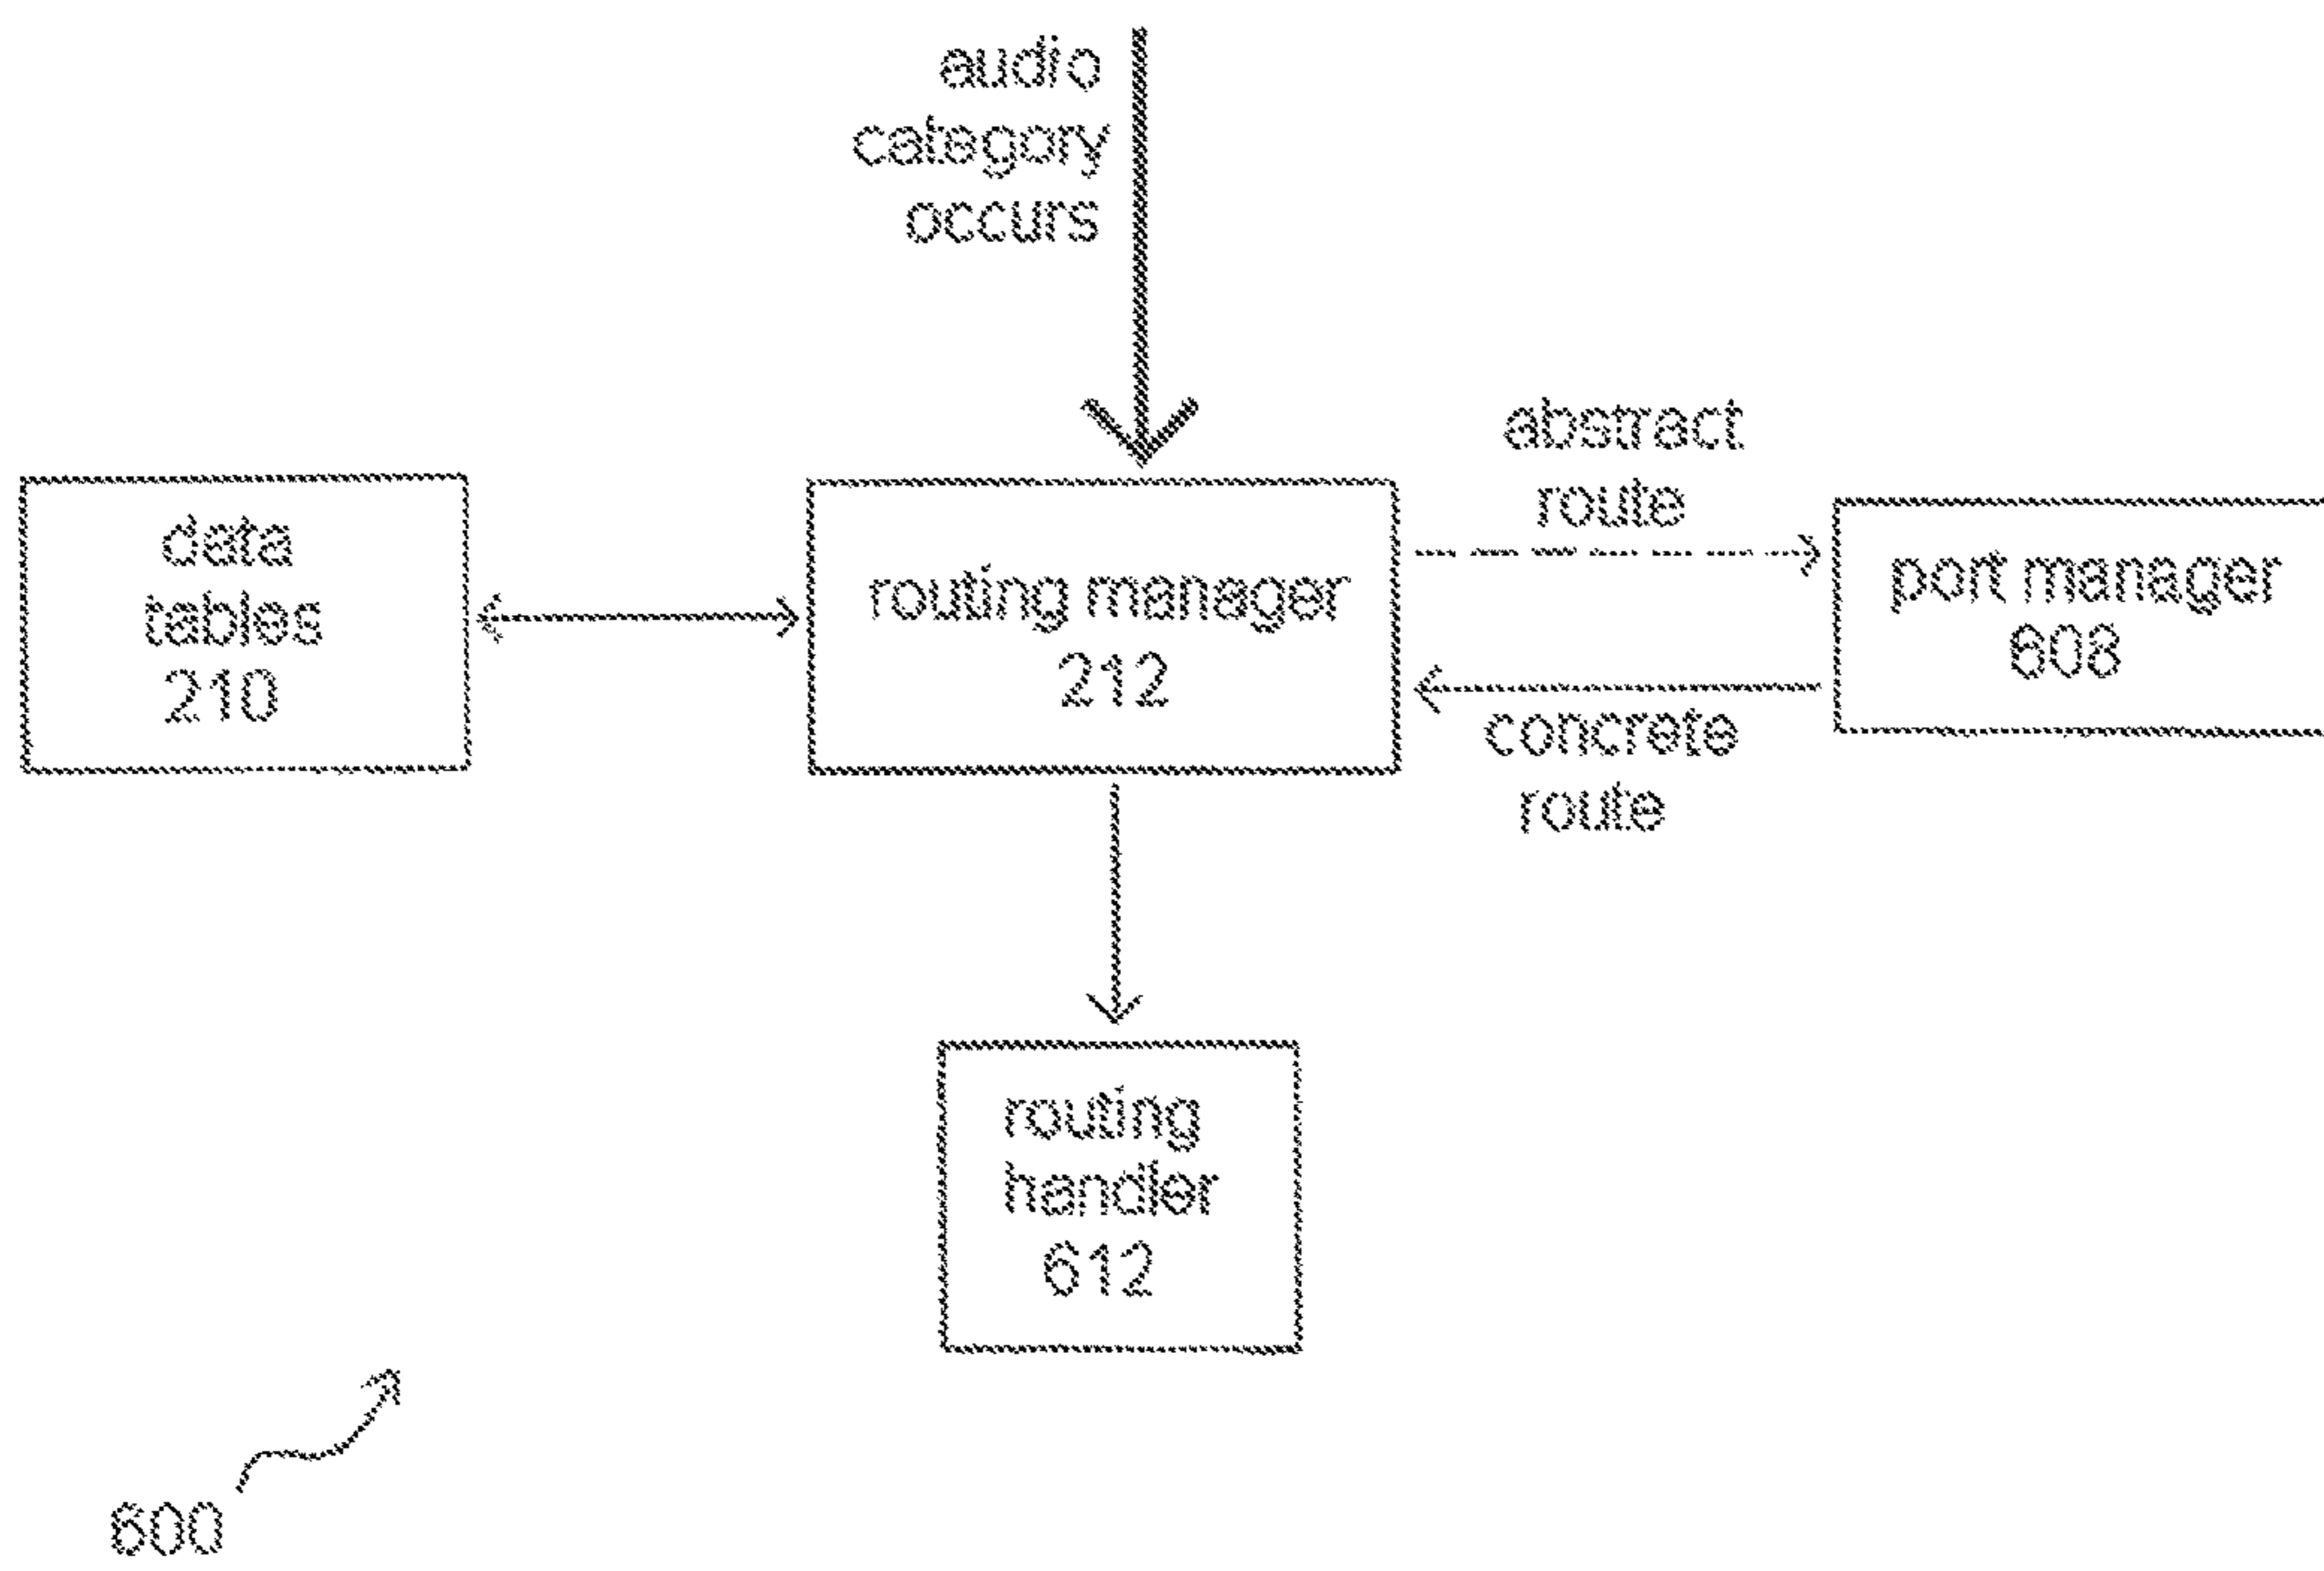 audio
category
occurs
abstract
route
data
tables
210
routing manager
212
port manager
608
concrete
route
routing
handler
612
600